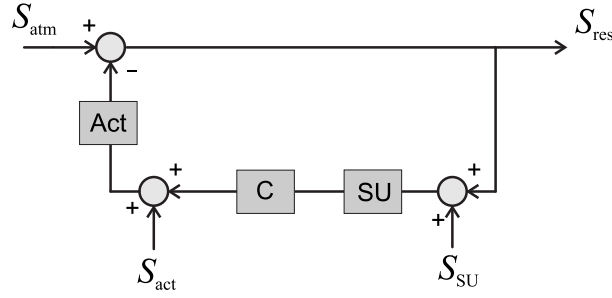 S_atm
+
S_res
−
Act
+
+
C
SU
+
+
S_act
S_SU